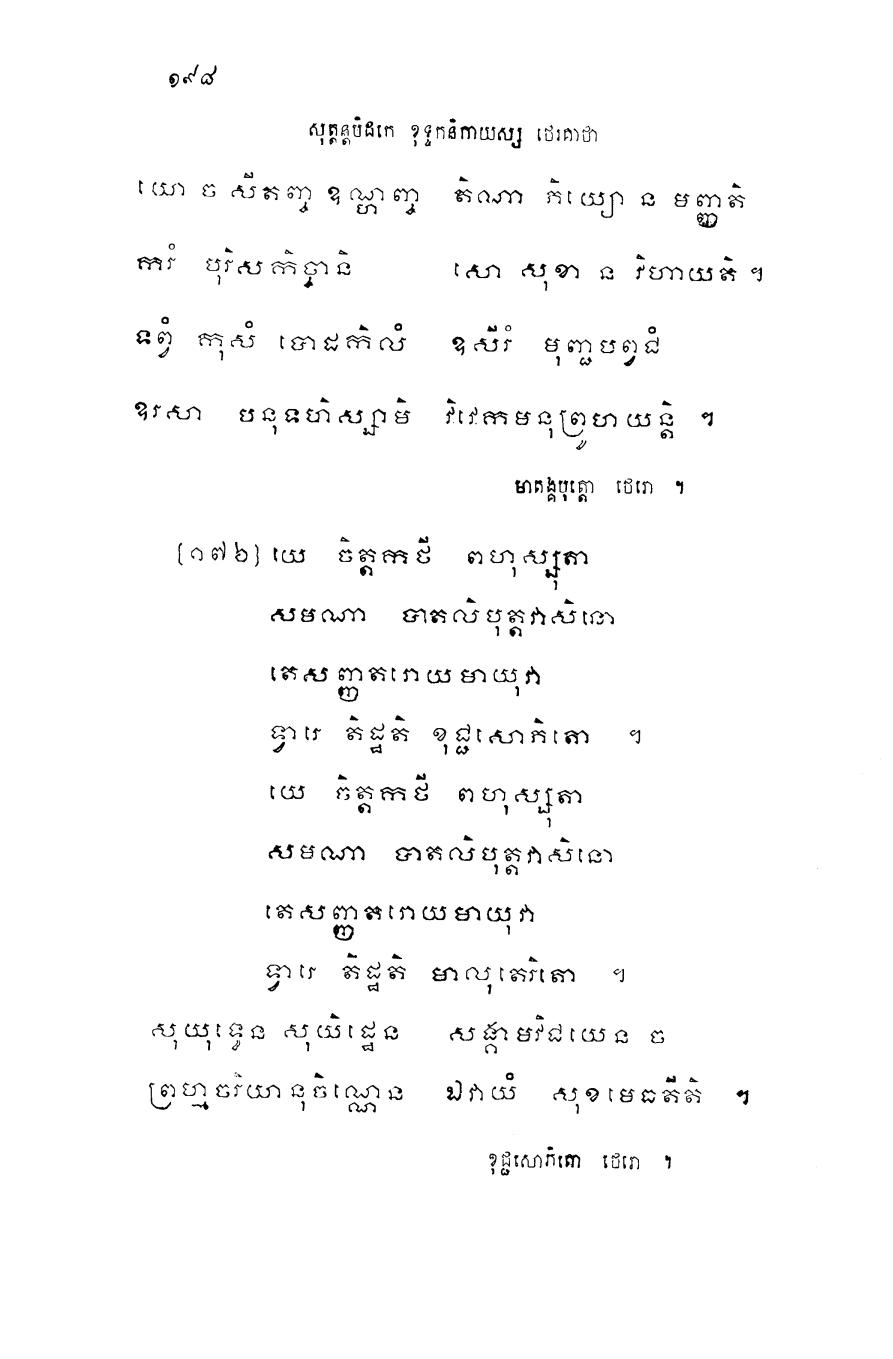 ១៩៨
សុត្តន្តបិដកេ ខុទ្ទកនិកាយស្ស ថេរគាថា
យោ ច សីតញ្ច ឧណ្ហញ្ច តិណា ភិយ្យោ ន មញ្ញតិ
ករំ បុរិសកិច្ចានិ សោ សុខា ន វិហាយតិ ។
ទព្វំ កុសំ បោដកិលំ ឧសីរំ មុញ្ជបព្វជំ
ឧរសា បនុទហិស្សាមិ វិវេកមនុព្រូហយន្តិ ។
មាតង្គបុត្តោ ថេរោ ។
(១៧៦) យេ ចិត្តកថី ពហុស្សុតា
សមណា បាតលិបុត្តវាសិនោ
តេសញ្ញតរោយមាយុវា
ទ្វារេ តិដ្ឋតិ ខុជ្ជសោភិតោ ។
យេ ចិត្តកថី ពហុស្សុតា
សមណា បាតលិបុត្តវាសិនោ
តេសញ្ញតរោយមាយុវា
ទ្វារេ តិដ្ឋតិ មាលុតេរិតោ ។
សុយុទ្ធេន សុយិដ្ឋេន សង្គាមវិជយេន ច
ព្រហ្មចរិយានុចិណ្ណេន ឯវាយំ សុខមេធតីតិ ។
ខុជ្ជសោភិតោ ថេរោ ។